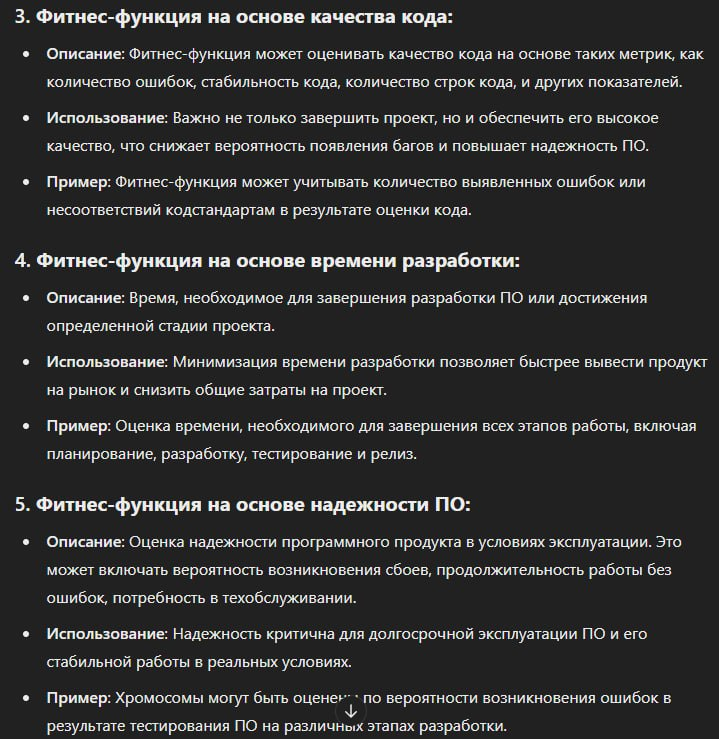 3. Фитнес-функция на основе качества кода:
• Описание: Фитнес-функция может оценивать качество кода на основе таких метрик, как
количество ошибок, стабильность кода, количество строк кода, и других показателей.
• Использование: Важно не только завершить проект, но и обеспечить его высокое
качество, что снижает вероятность появления багов и повышает надежность ПО.
• Пример: Фитнес-функция может учитывать количество выявленных ошибок или
несоответствий кодстандартам в результате оценки кода.
4. Фитнес-функция на основе времени разработки:
• Описание: Время, необходимое для завершения разработки ПО или достижения
определенной стадии проекта.
• Использование: Минимизация времени разработки позволяет быстрее вывести продукт
на рынок и снизить общие затраты на проект.
• Пример: Оценка времени, необходимого для завершения всех этапов работы, включая
планирование, разработку, тестирование и релиз.
5. Фитнес-функция на основе надежности ПО:
• Описание: Оценка надежности программного продукта в условиях эксплуатации. Это
может включать вероятность возникновения сбоев, продолжительность работы без
ошибок, потребность в техобслуживании.
• Использование: Надежность критична для долгосрочной эксплуатации ПО и его
стабильной работы в реальных условиях.
• Пример: Хромосомы могут быть оценены по вероятности возникновения ошибок в
результате тестирования ПО на различных этапах разработки.